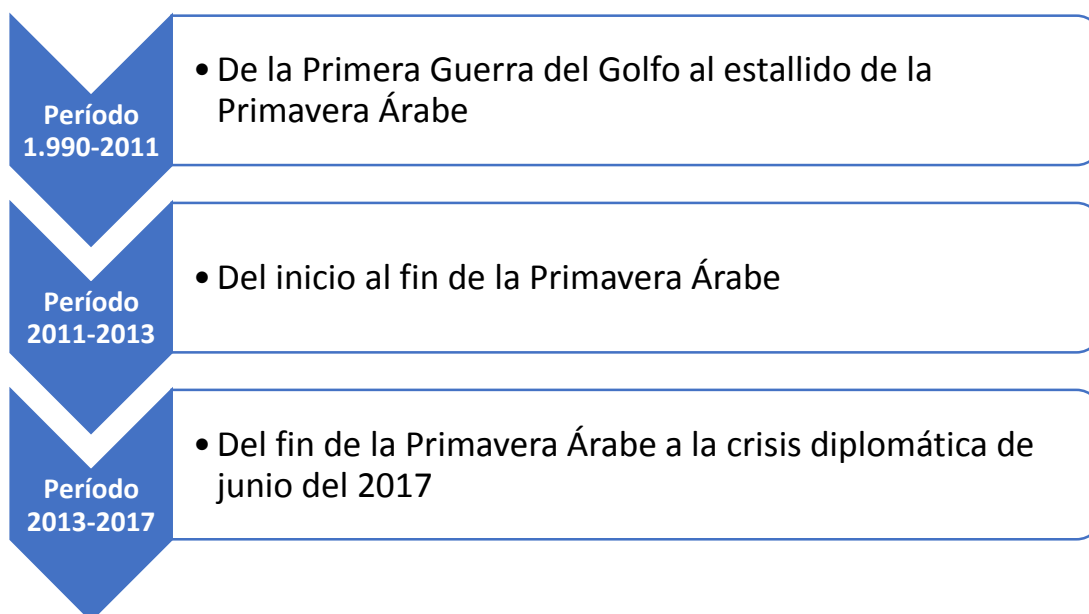 Período
1.990-2011
• De la Primera Guerra del Golfo al estallido de la
Primavera Árabe
Período
2011-2013
• Del inicio al fin de la Primavera Árabe
Período
2013-2017
• Del fin de la Primavera Árabe a la crisis diplomática de
junio del 2017